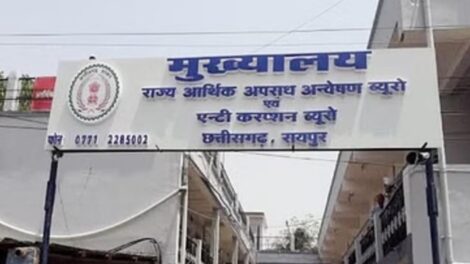 मुख्यालय
राज्य आर्थिक अपराध अन्वेषण ब्यूरो
एवं
एन्टी करप्शन ब्यूरो
फोन 0771 2285002
छत्तीसगढ़, रायपुर